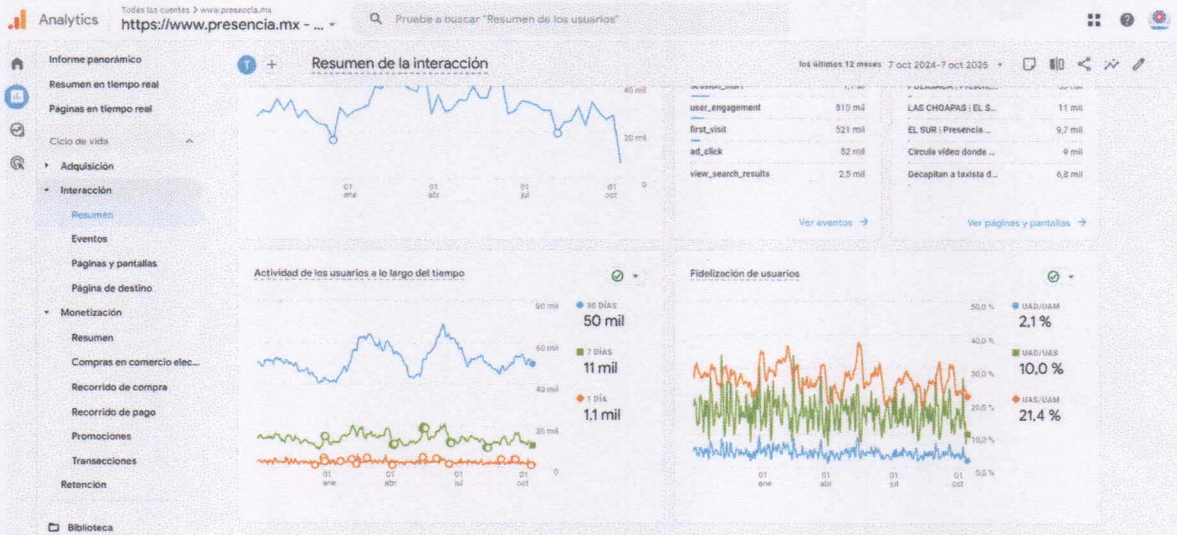 Analytics
Todas las cuentas > www.presencia.mx
https://www.presencia.mx - ...
Pruebe a buscar "Resumen de los usuarios"
Informe panorámico
Resumen en tiempo real
Páginas en tiempo real
Ciclo de vida
Adquisición
Interacción
Resumen
Eventos
Páginas y pantallas
Página de destino
Monetización
Resumen
Compras en comercio elec...
Recorrido de compra
Recorrido de pago
Promociones
Transacciones
Retención
Biblioteca
T
Resumen de la interacción
los últimos 12 meses 7 oct 2024-7 oct 2025
40 mil
20 mil
0
01 ene
01 abr
01 jul
01 oct
user_engagement 810 mil
first_visit 521 mil
ad_click 52 mil
view_search_results 2,5 mil
Ver eventos
LAS CHOAPAS | EL S... 11 mil
EL SUR | Presencia ... 9,7 mil
Circula video donde ... 9 mil
Decapitan a taxista d... 6,8 mil
Ver páginas y pantallas
Actividad de los usuarios a lo largo del tiempo
80 mil
60 mil
40 mil
20 mil
0
01 ene
01 abr
01 jul
01 oct
30 DÍAS
50 mil
7 DÍAS
11 mil
1 DÍA
1,1 mil
Fidelización de usuarios
50,0 %
40,0 %
30,0 %
20,0 %
10,0 %
0,0 %
01 ene
01 abr
01 jul
01 oct
UAD/UAM
2,1 %
UAD/UAS
10,0 %
UAS/UAM
21,4 %